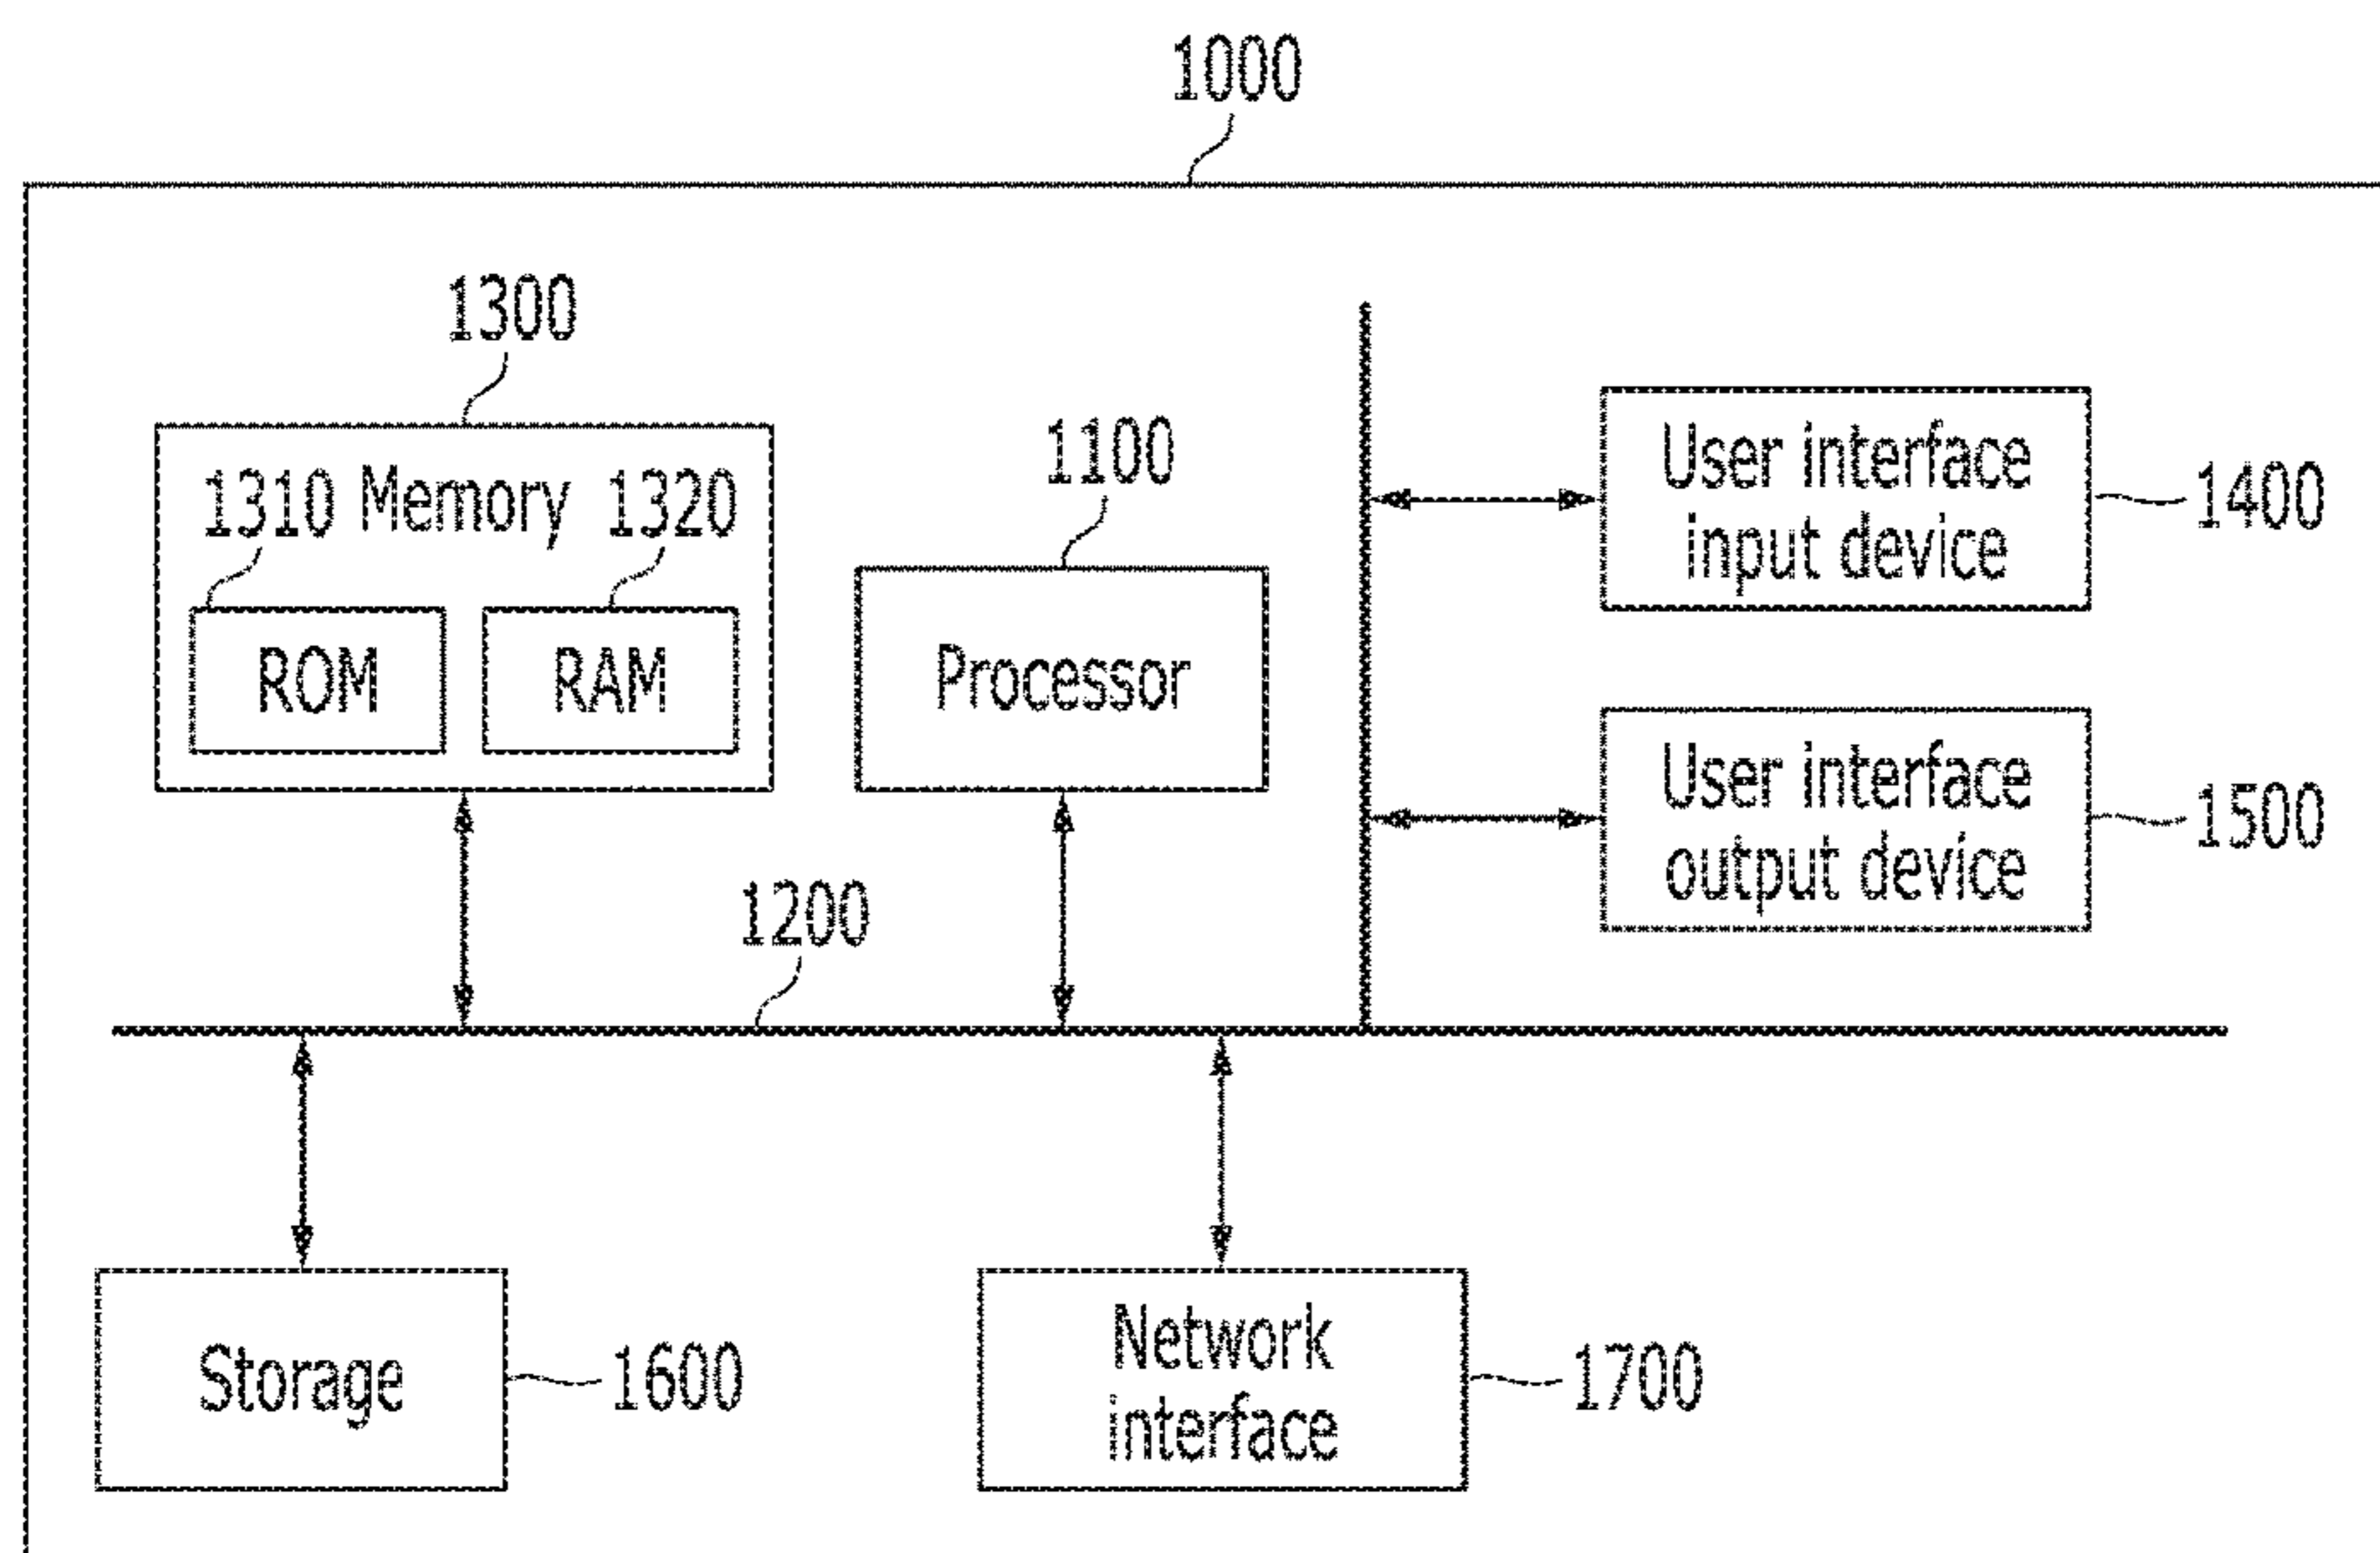 1000
1300
1310 Memory 1320
ROM
RAM
1100
Processor
User interface
input device
1400
User interface
output device
1500
1200
Storage
1600
Network
interface
1700